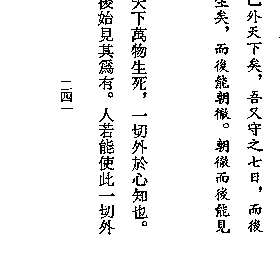 已外天下矣，吾又守之七日，而後
生矣，而後能朝徹。朝徹而後能見
天下萬物生死，一切外於心知也。
後始見其爲有。人若能使此一切外
二四一